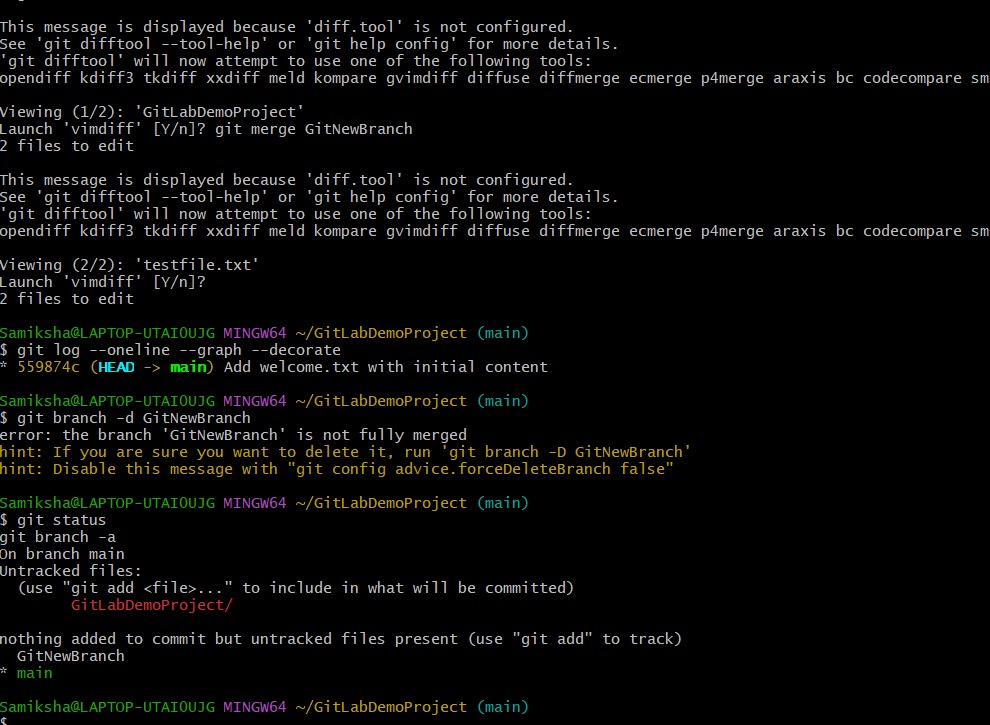 This message is displayed because 'diff.tool' is not configured.
See 'git difftool --tool-help' or 'git help config' for more details.
'git difftool' will now attempt to use one of the following tools:
opendiff kdiff3 tkdiff xxdiff meld kompare gvimdiff diffuse diffmerge ecmerge p4merge araxis bc codecompare sm
Viewing (1/2): 'GitLabDemoProject'
Launch 'vimdiff' [Y/n]? git merge GitNewBranch
2 files to edit
This message is displayed because 'diff.tool' is not configured.
See 'git difftool --tool-help' or 'git help config' for more details.
'git difftool' will now attempt to use one of the following tools:
opendiff kdiff3 tkdiff xxdiff meld kompare gvimdiff diffuse diffmerge ecmerge p4merge araxis bc codecompare sm
Viewing (2/2): 'testfile.txt'
Launch 'vimdiff' [Y/n]?
2 files to edit
Samiksha@LAPTOP-UTAI0UJG MINGW64 ~/GitLabDemoProject (main)
$ git log --oneline --graph --decorate
* 559874c (HEAD -> main) Add welcome.txt with initial content
Samiksha@LAPTOP-UTAI0UJG MINGW64 ~/GitLabDemoProject (main)
$ git branch -d GitNewBranch
error: the branch 'GitNewBranch' is not fully merged
hint: If you are sure you want to delete it, run 'git branch -D GitNewBranch'
hint: Disable this message with "git config advice.forceDeleteBranch false"
Samiksha@LAPTOP-UTAI0UJG MINGW64 ~/GitLabDemoProject (main)
$ git status
git branch -a
On branch main
Untracked files:
(use "git add <file>..." to include in what will be committed)
GitLabDemoProject/
nothing added to commit but untracked files present (use "git add" to track)
GitNewBranch
* main
Samiksha@LAPTOP-UTAI0UJG MINGW64 ~/GitLabDemoProject (main)
$